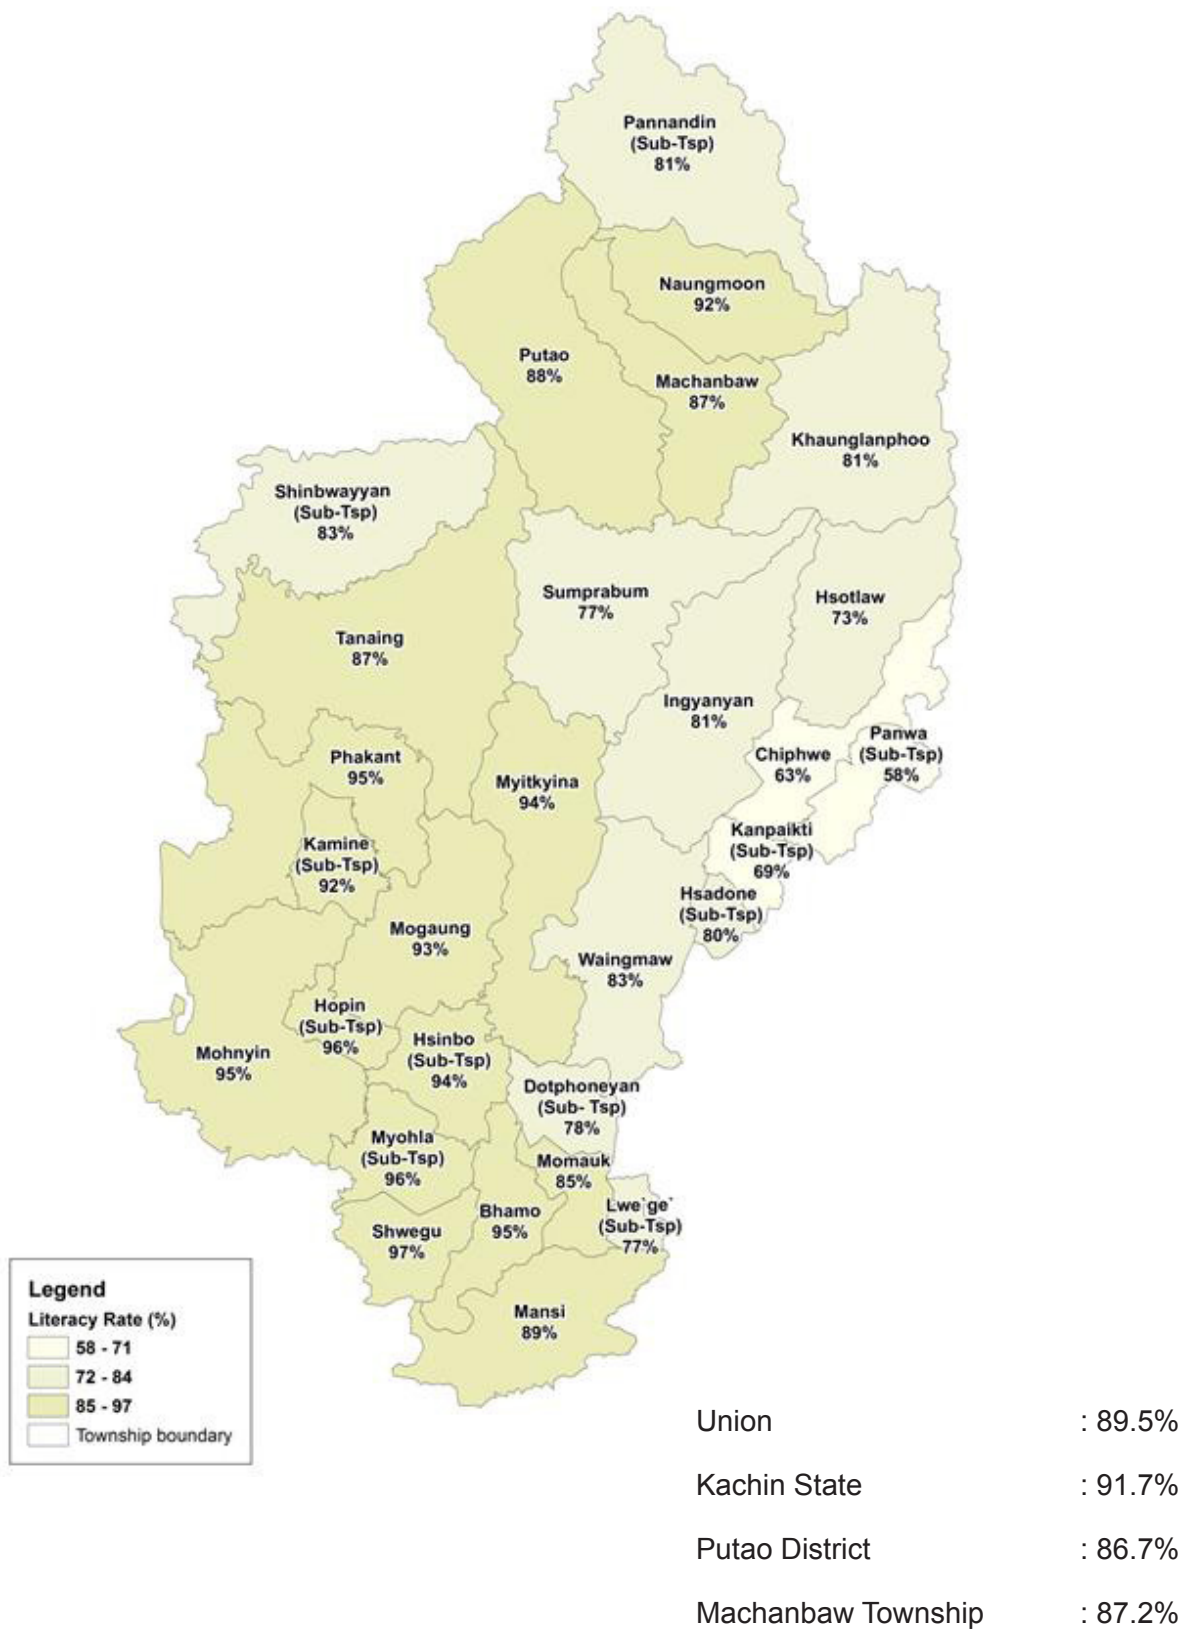 Pannandin
(Sub-Tsp)
81%
Naungmoon
92%
Putao
88%
Machanbaw
87%
Khaunglanphoo
81%
Shinbwayyan
(Sub-Tsp)
83%
Sumprabum
77%
Hsotlaw
73%
Tanaing
87%
Ingyanyan
81%
Phakant
95%
Myitkyina
94%
Chiphwe
63%
Panwa
(Sub-Tsp)
58%
Kamine
(Sub-Tsp)
92%
Kanpaikti
(Sub-Tsp)
69%
Hsadone
(Sub-Tsp)
80%
Mogaung
93%
Waingmaw
83%
Hopin
(Sub-Tsp)
96%
Hsinbo
(Sub-Tsp)
94%
Mohnyin
95%
Dotphoneyan
(Sub- Tsp)
78%
Myohla
(Sub-Tsp)
96%
Momauk
85%
Lwe`ge`
(Sub-Tsp)
77%
Bhamo
95%
Shwegu
97%
Mansi
89%
Legend
Literacy Rate (%)
58 - 71
72 - 84
85 - 97
Township boundary
Union : 89.5%
Kachin State : 91.7%
Putao District : 86.7%
Machanbaw Township : 87.2%